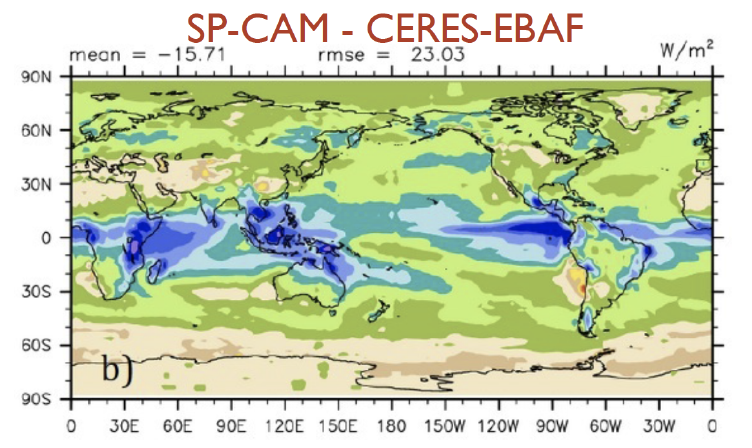 SP-CAM - CERES-EBAF
mean = −15.71 rmse = 23.03 W/m²
90N
60N
30N
0
30S
60S
90S
b)
0 30E 60E 90E 120E 150E 180 150W 120W 90W 60W 30W 0